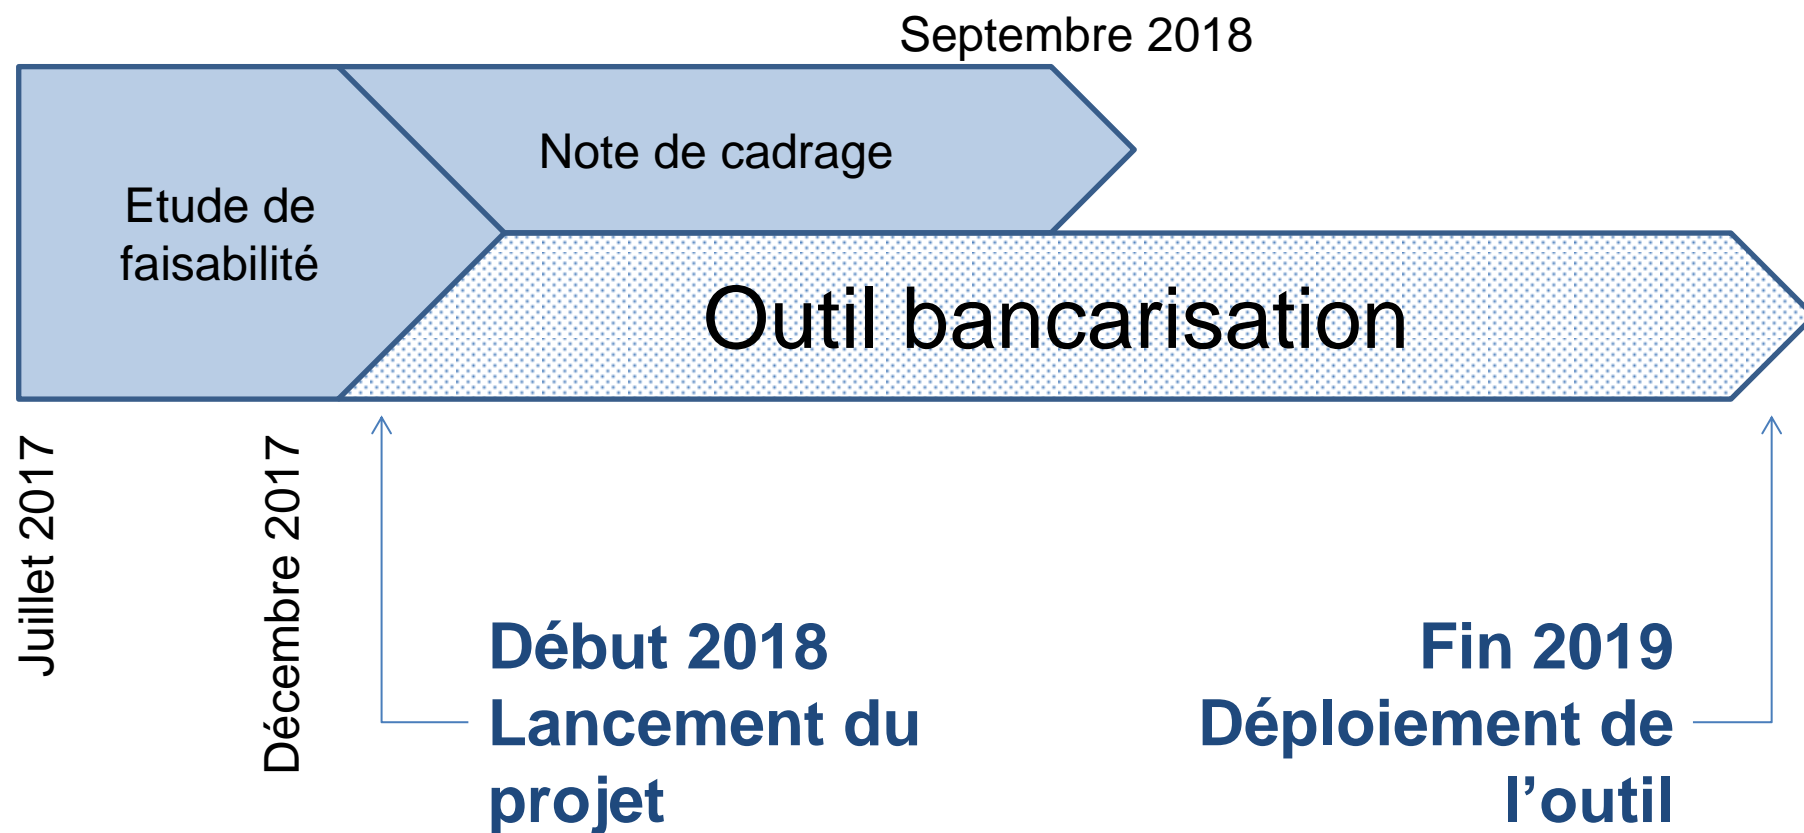 Septembre 2018
Note de cadrage
Etude de
faisabilité
Outil bancarisation
Juillet 2017
Décembre 2017
Début 2018
Lancement du
projet
Fin 2019
Déploiement de
l’outil